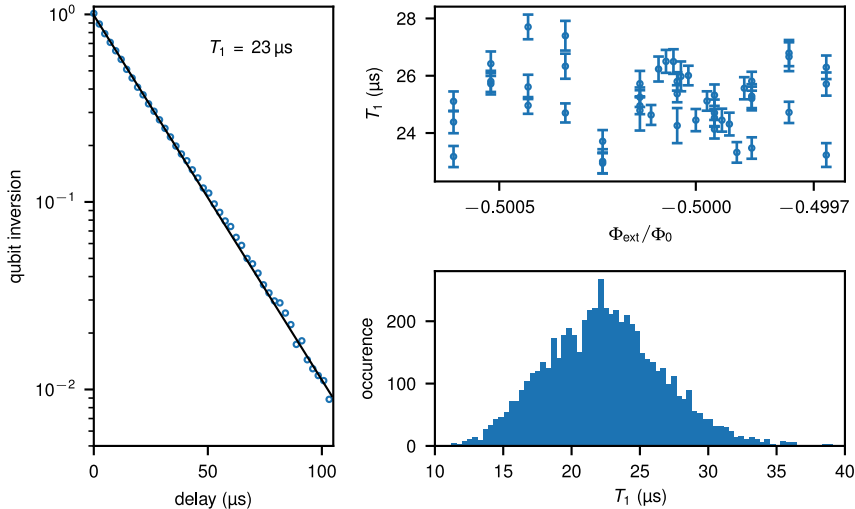 10⁰
10⁻¹
10⁻²
qubit inversion
T₁ = 23 μs
0 50 100
delay (μs)
28
26
24
T₁ (μs)
−0.5005 −0.5000 −0.4997
Φext/Φ0
200
100
0
occurence
10 15 20 25 30 35 40
T₁ (μs)